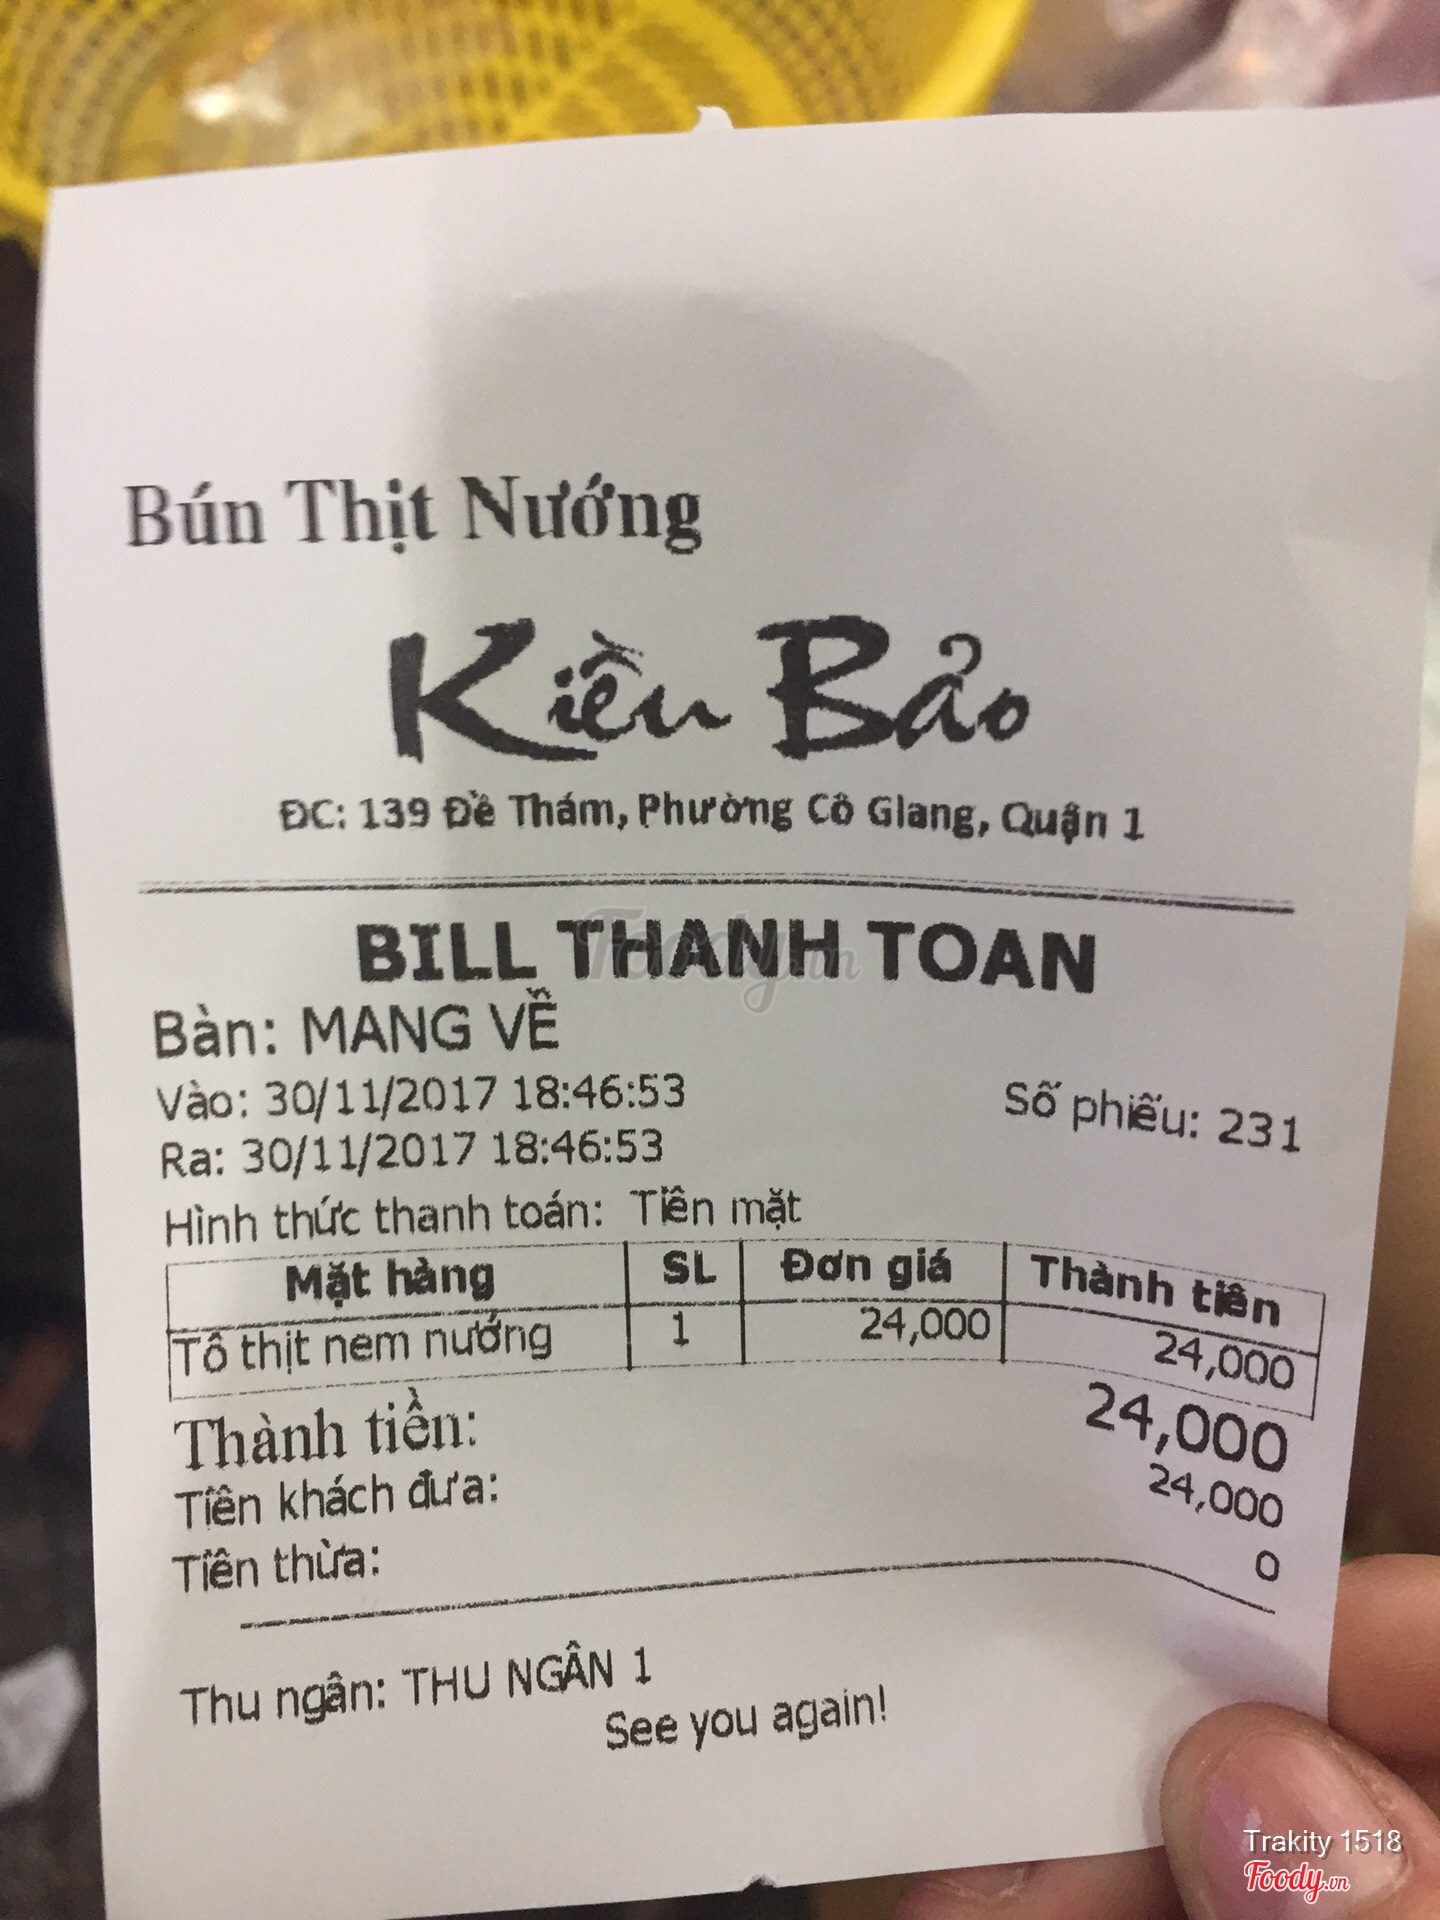 Bún Thịt Nướng
Kiều Bảo
ĐC: 139 Đề Thám, Phường Cô Giang, Quận 1
BILL THANH TOAN
Foody.vn
Bàn: MANG VỀ
Vào: 30/11/2017 18:46:53
Số phiếu: 231
Ra: 30/11/2017 18:46:53
Hình thức thanh toán: Tiền mặt
Mặt hàng SL Đơn giá Thành tiền
Tô thịt nem nướng 1 24,000 24,000
Thành tiền: 24,000
Tiền khách đưa: 24,000
Tiền thừa: 0
Thu ngân: THU NGÂN 1
See you again!
Trakity 1518
Foody.vn